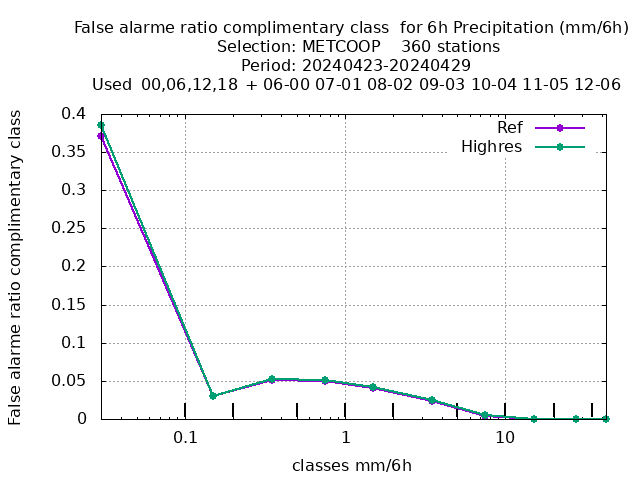 False alarme ratio complimentary class  for 6h Precipitation (mm/6h)
Selection: METCOOP    360 stations
Period: 20240423-20240429
Used  00,06,12,18  + 06-00 07-01 08-02 09-03 10-04 11-05 12-06
False alarme ratio complimentary class
0.4
0.35
0.3
0.25
0.2
0.15
0.1
0.05
0
Ref
Highres
0.1
1
10
classes mm/6h